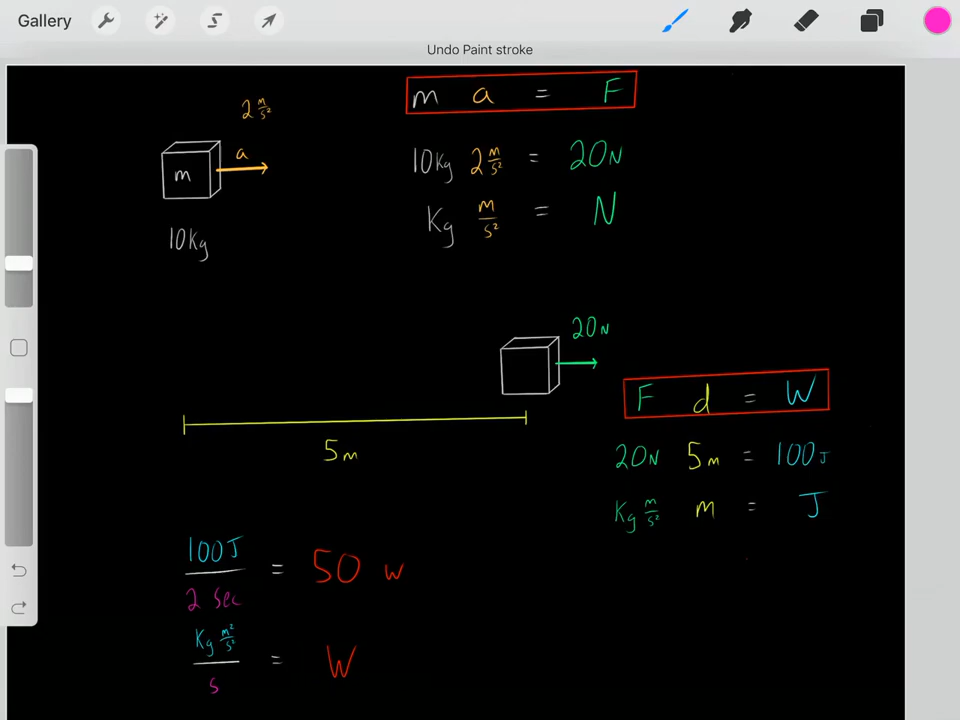 Gallery
Undo Paint stroke
m a = F
2 m/s²
a
m
10Kg 2 m/s² = 20N
Kg m/s² = N
10Kg
20N
F d = W
5m
20N 5m = 100J
Kg m/s² m = J
100J / 2 sec = 50 W
Kg m²/s² / s = W